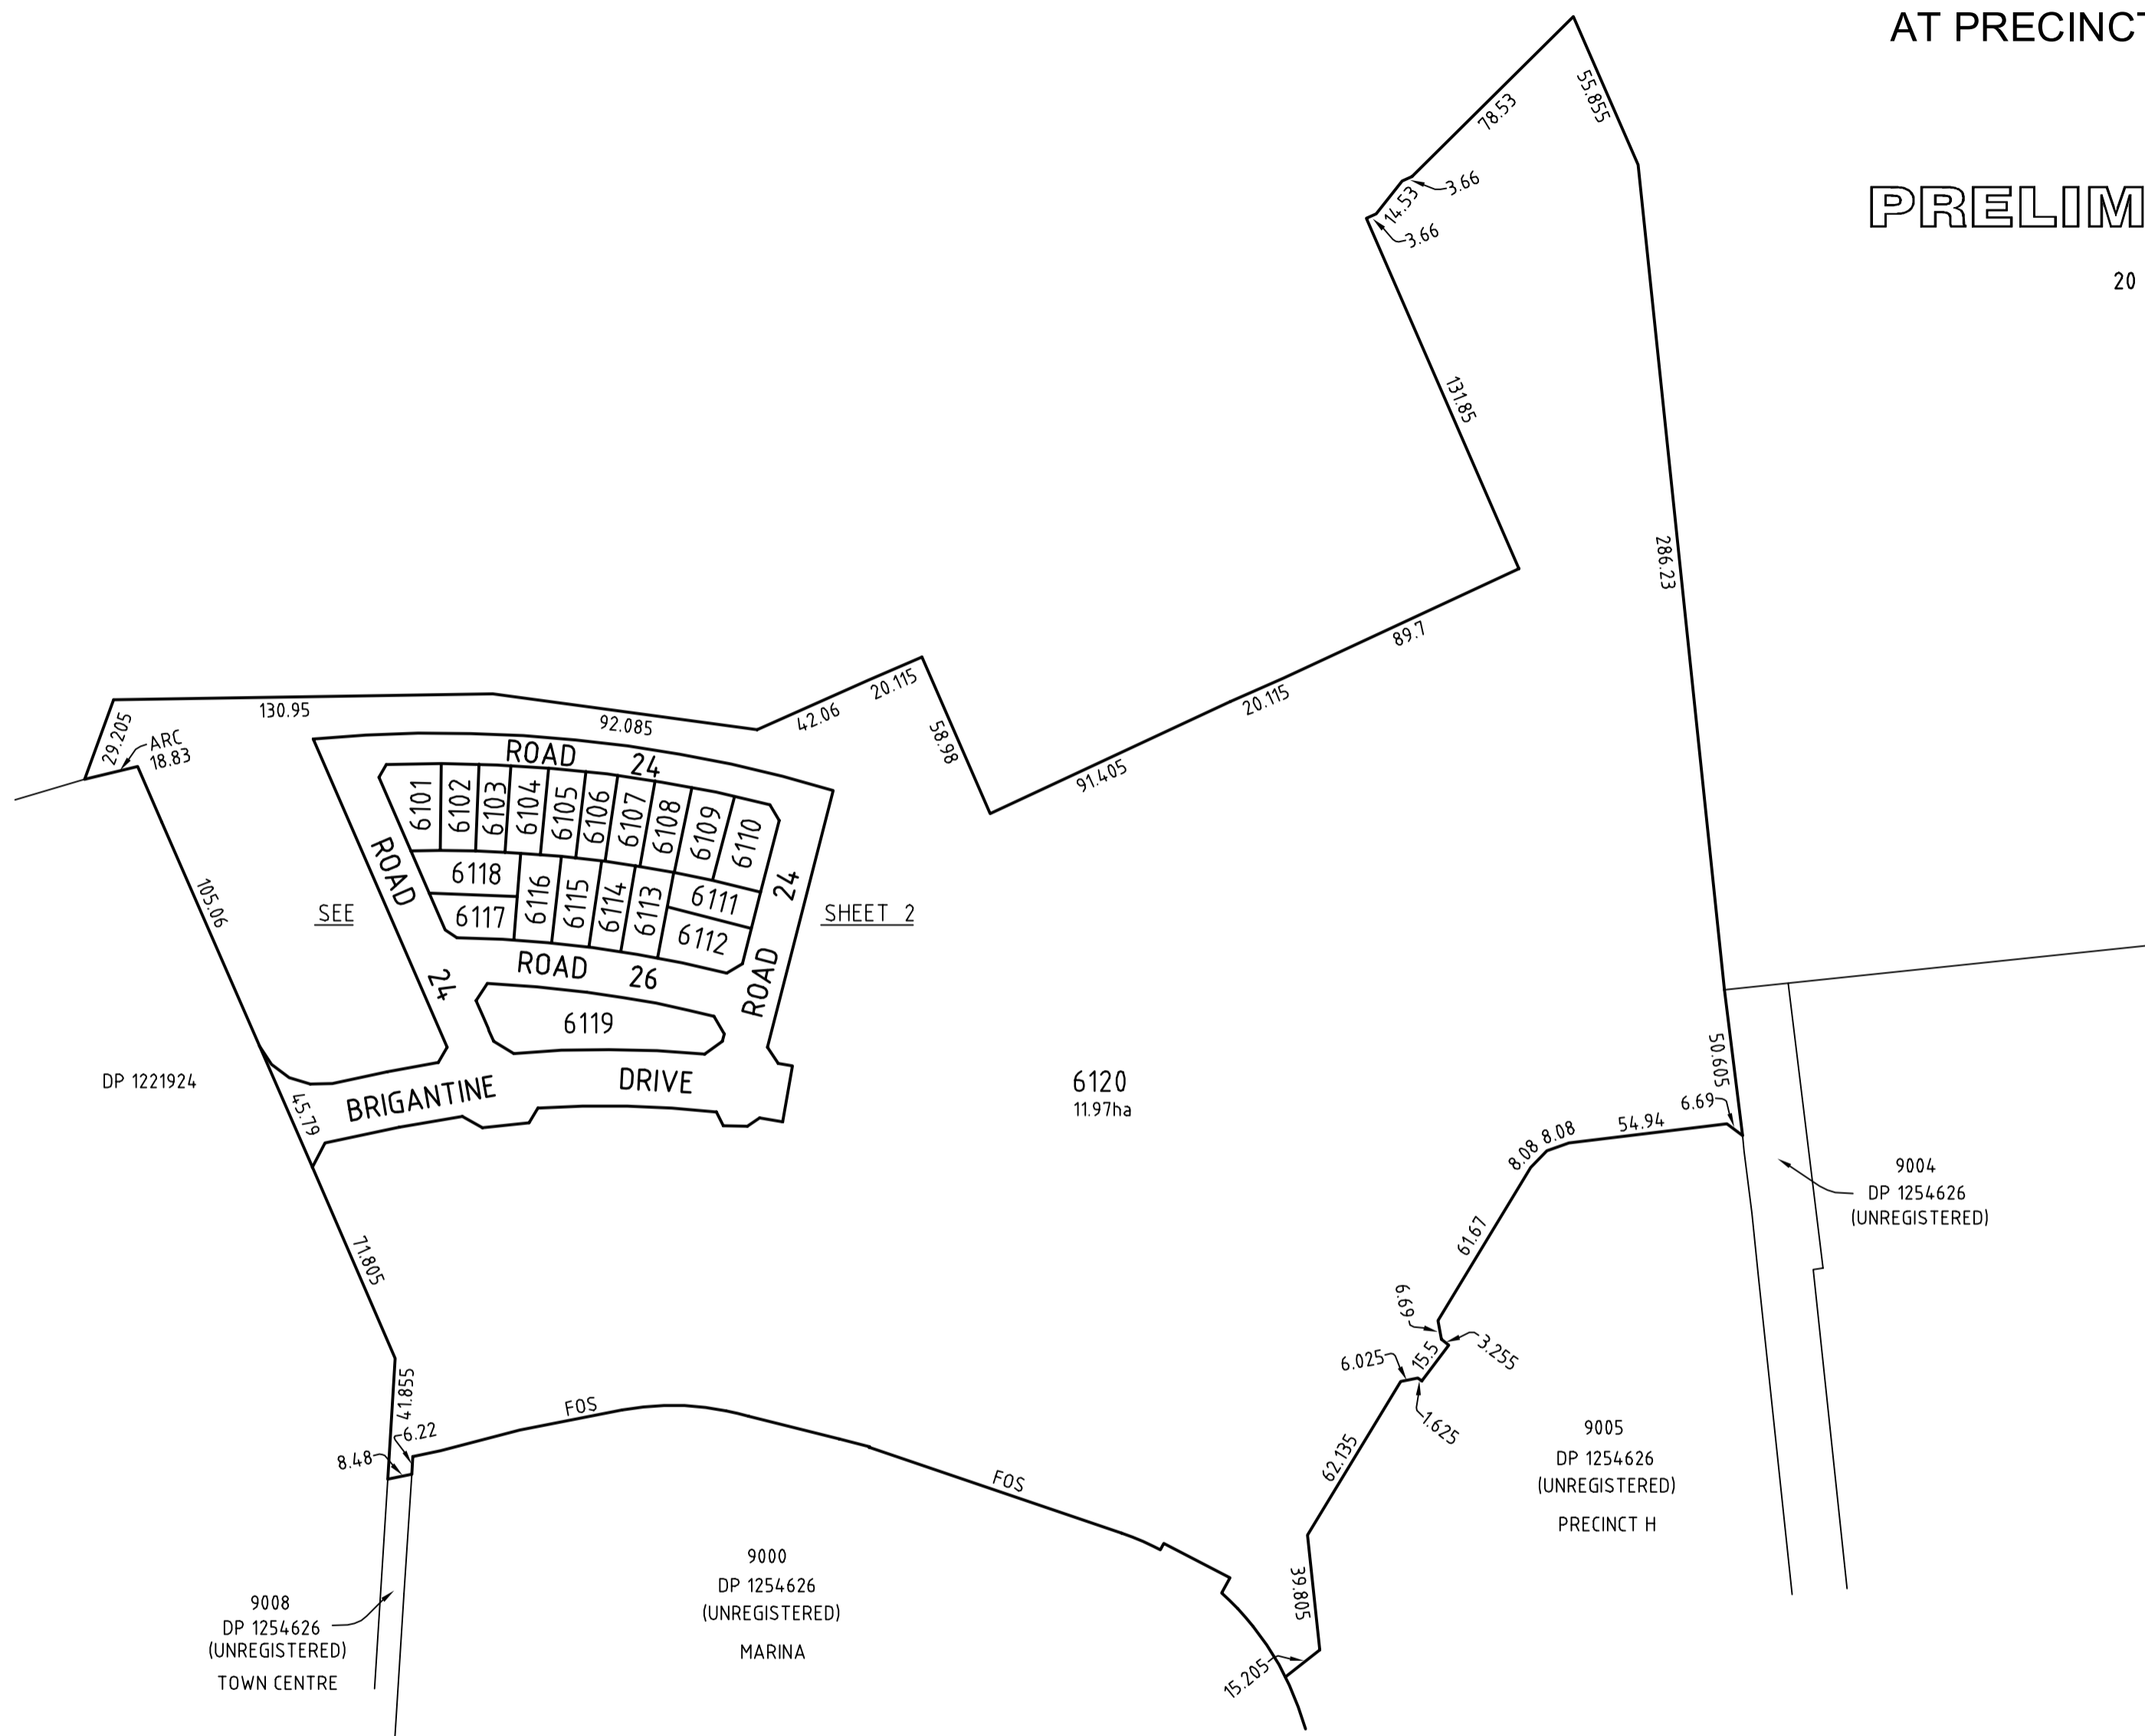 AT PRECINCT
PRELIM
20
55.855
78.53
3.66
14.53
3.66
131.85
286.23
89.7
20.115
91.405
58.98
20.115
42.06
92.085
130.95
29.205
ARC
18.83
105.06
ROAD 24
6101
6102
6103
6104
6105
6106
6107
6108
6109
6110
6118
6117
6116
6115
6114
6113
6111
6112
ROAD 24
ROAD 24
SEE
SHEET 2
ROAD 26
6119
BRIGANTINE DRIVE
DP 1221924
45.79
6120
11.97ha
50.605
6.69
54.94
8.08
8.08
61.67
9004
DP 1254626
(UNREGISTERED)
71.805
6.69
3.255
15.5
6.025
1.625
41.855
6.22
8.48
FOS
FOS
62.135
9005
DP 1254626
(UNREGISTERED)
PRECINCT H
39.805
15.205
9000
DP 1254626
(UNREGISTERED)
MARINA
9008
DP 1254626
(UNREGISTERED)
TOWN CENTRE